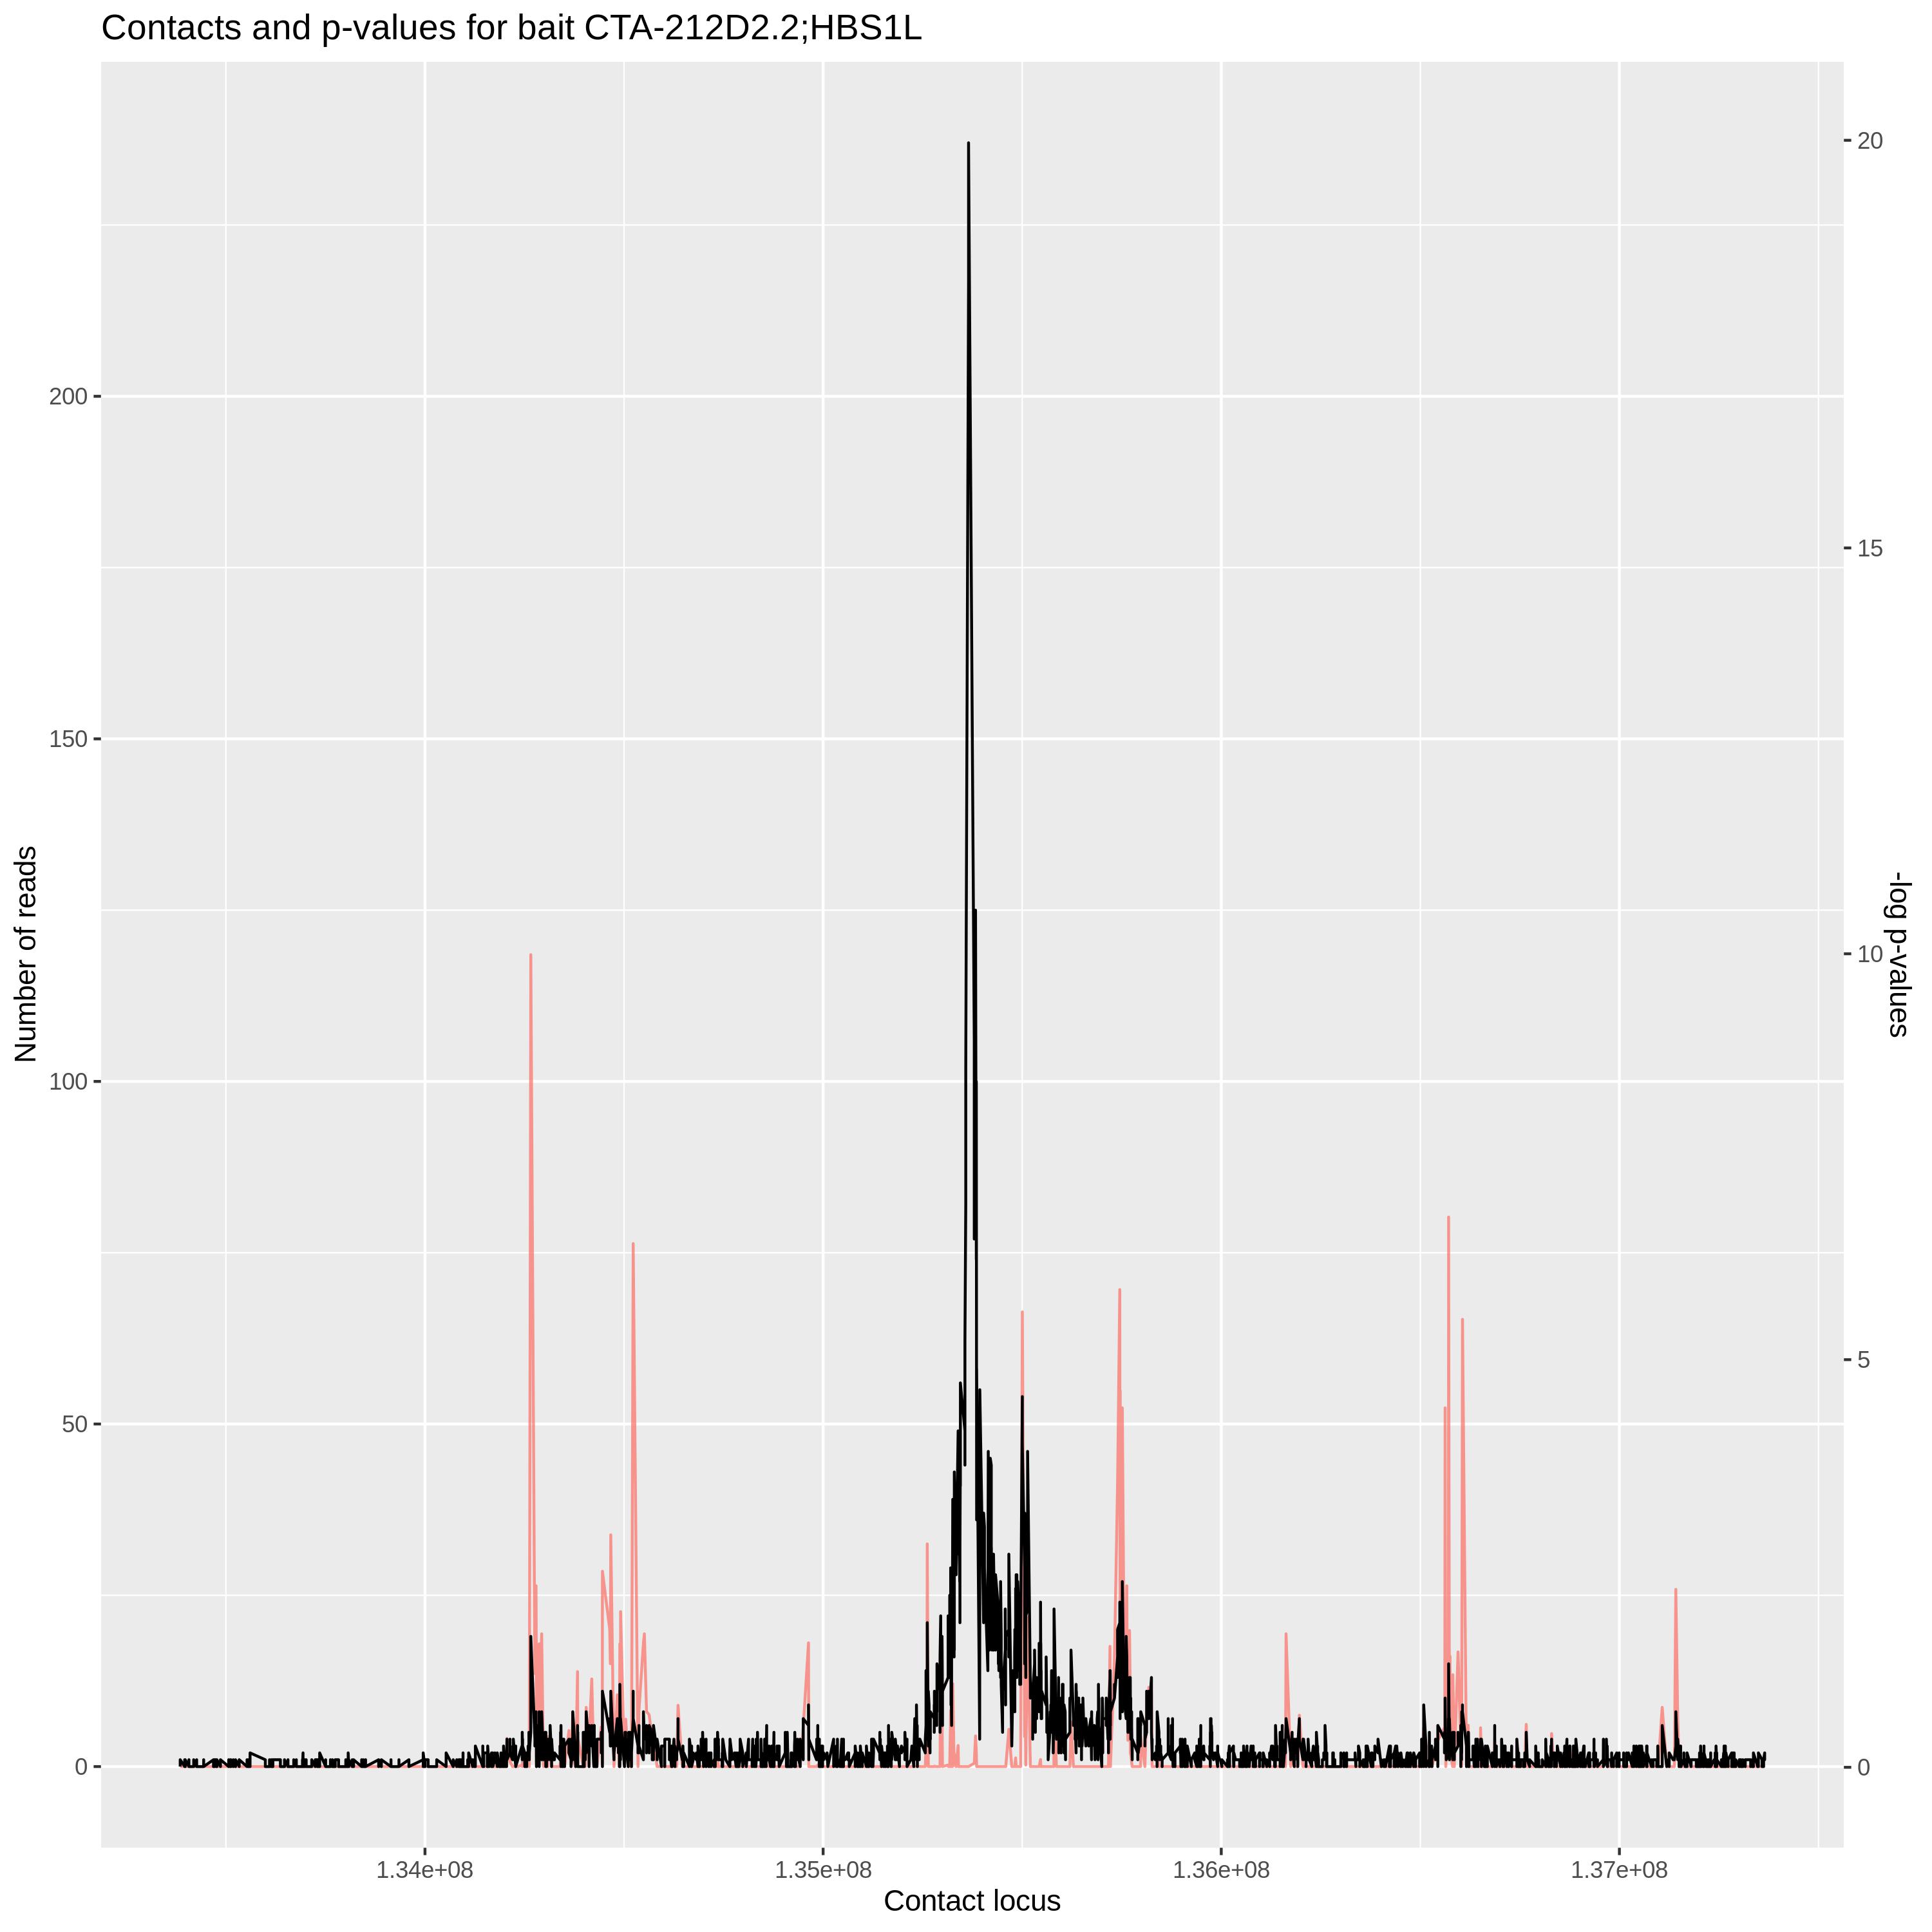 Contacts and p-values for bait CTA-212D2.2;HBS1L
Number of reads
200
150
100
50
0
20
15
10
5
0
-log p-values
1.34e+08
1.35e+08
1.36e+08
1.37e+08
Contact locus